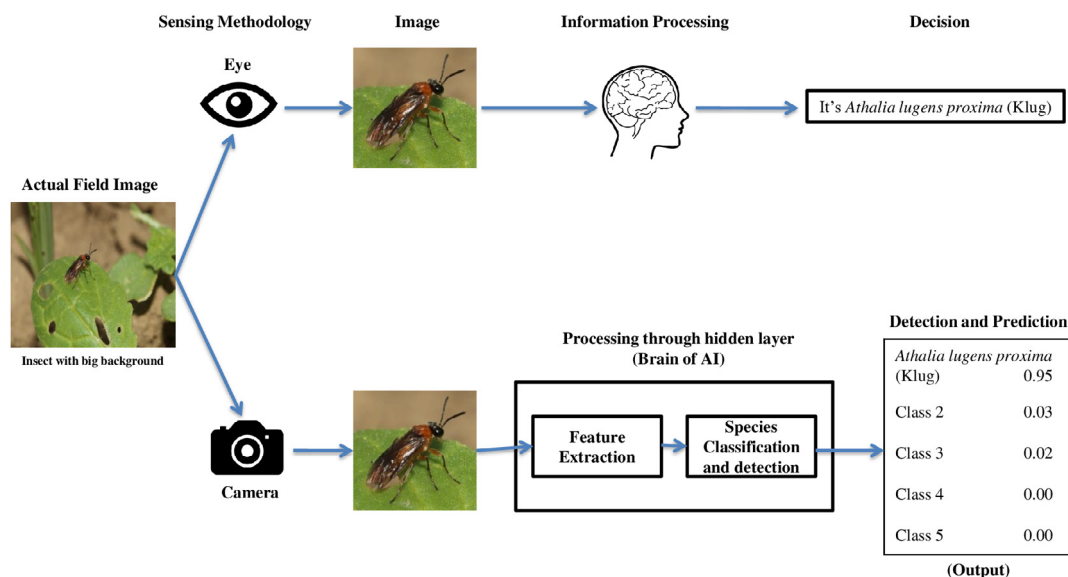 Sensing Methodology
Image
Information Processing
Decision
Eye
It's Athalia lugens proxima (Klug)
Actual Field Image
Insect with big background
Camera
Processing through hidden layer
(Brain of AI)
Feature
Extraction
Species
Classification
and detection
Detection and Prediction
Athalia lugens proxima
(Klug) 0.95
Class 2 0.03
Class 3 0.02
Class 4 0.00
Class 5 0.00
(Output)